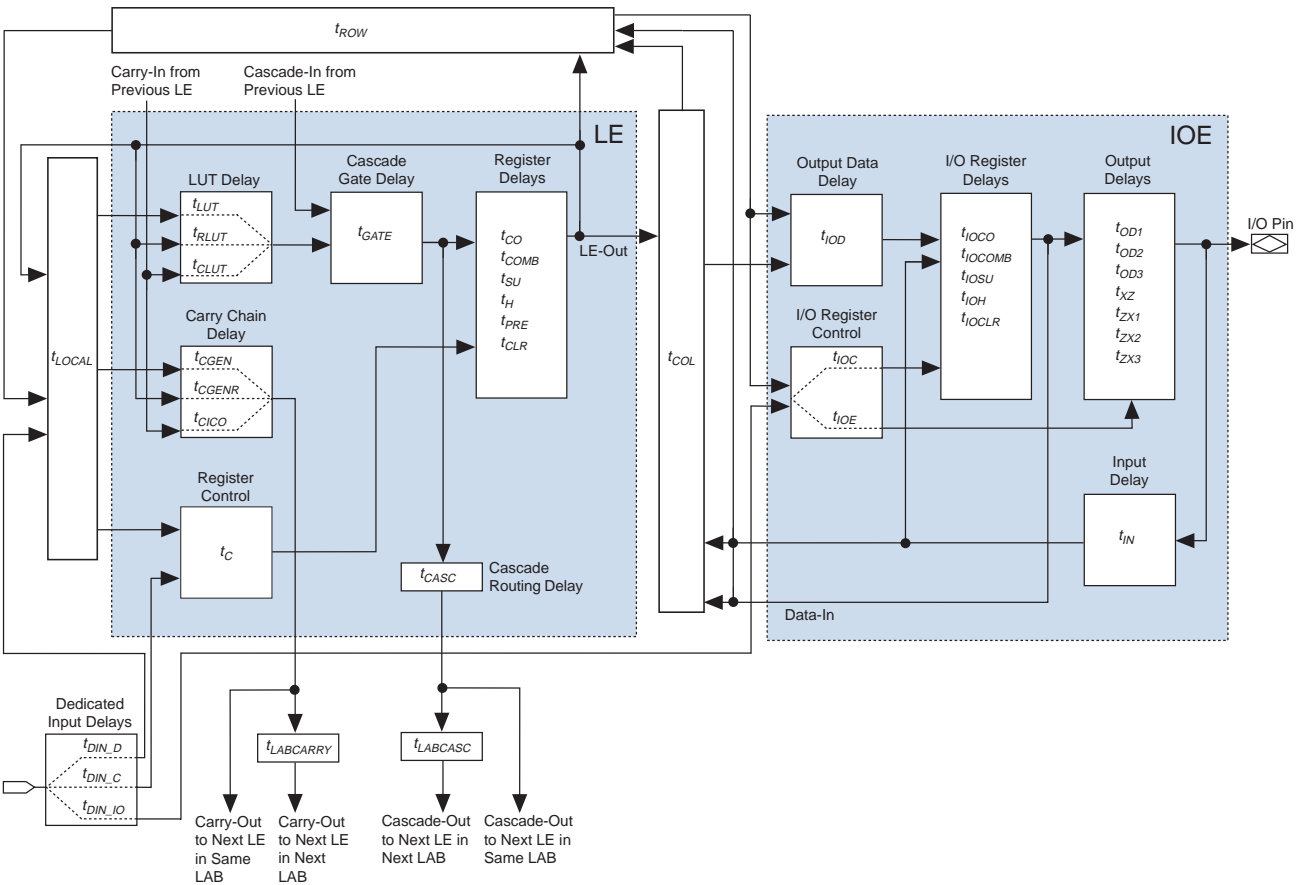 tROW
Carry-In from
Previous LE
Cascade-In from
Previous LE
LE
IOE
LUT Delay
tLUT
tRLUT
tCLUT
Cascade
Gate Delay
tGATE
Register
Delays
tCO
tCOMB
tSU
tH
tPRE
tCLR
LE-Out
Carry Chain
Delay
tCGEN
tCGENR
tCICO
tLOCAL
Register
Control
tC
tCASC
Cascade
Routing Delay
tCOL
Output Data
Delay
tIOD
I/O Register
Delays
tIOCO
tIOCOMB
tIOSU
tIOH
tIOCLR
Output
Delays
tOD1
tOD2
tOD3
tXZ
tZX1
tZX2
tZX3
I/O Pin
I/O Register
Control
tIOC
tIOE
Input
Delay
tIN
Data-In
Dedicated
Input Delays
tDIN_D
tDIN_C
tDIN_IO
tLABCARRY
tLABCASC
Carry-Out
to Next LE
in Same
LAB
Carry-Out
to Next LE
in Next
LAB
Cascade-Out
to Next LE in
Next LAB
Cascade-Out
to Next LE in
Same LAB